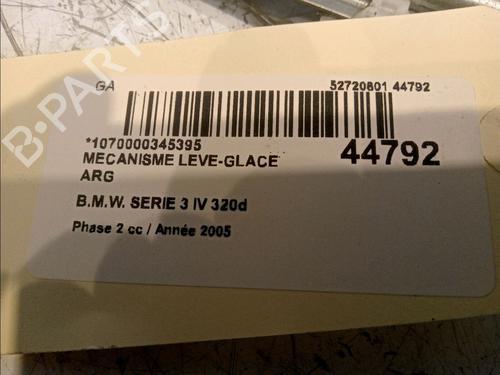 B-PARTS
GA 52720801 44792
*1070000345395
MECANISME LEVE-GLACE 44792
ARG
B.M.W. SERIE 3 IV 320d
Phase 2 cc / Année 2005